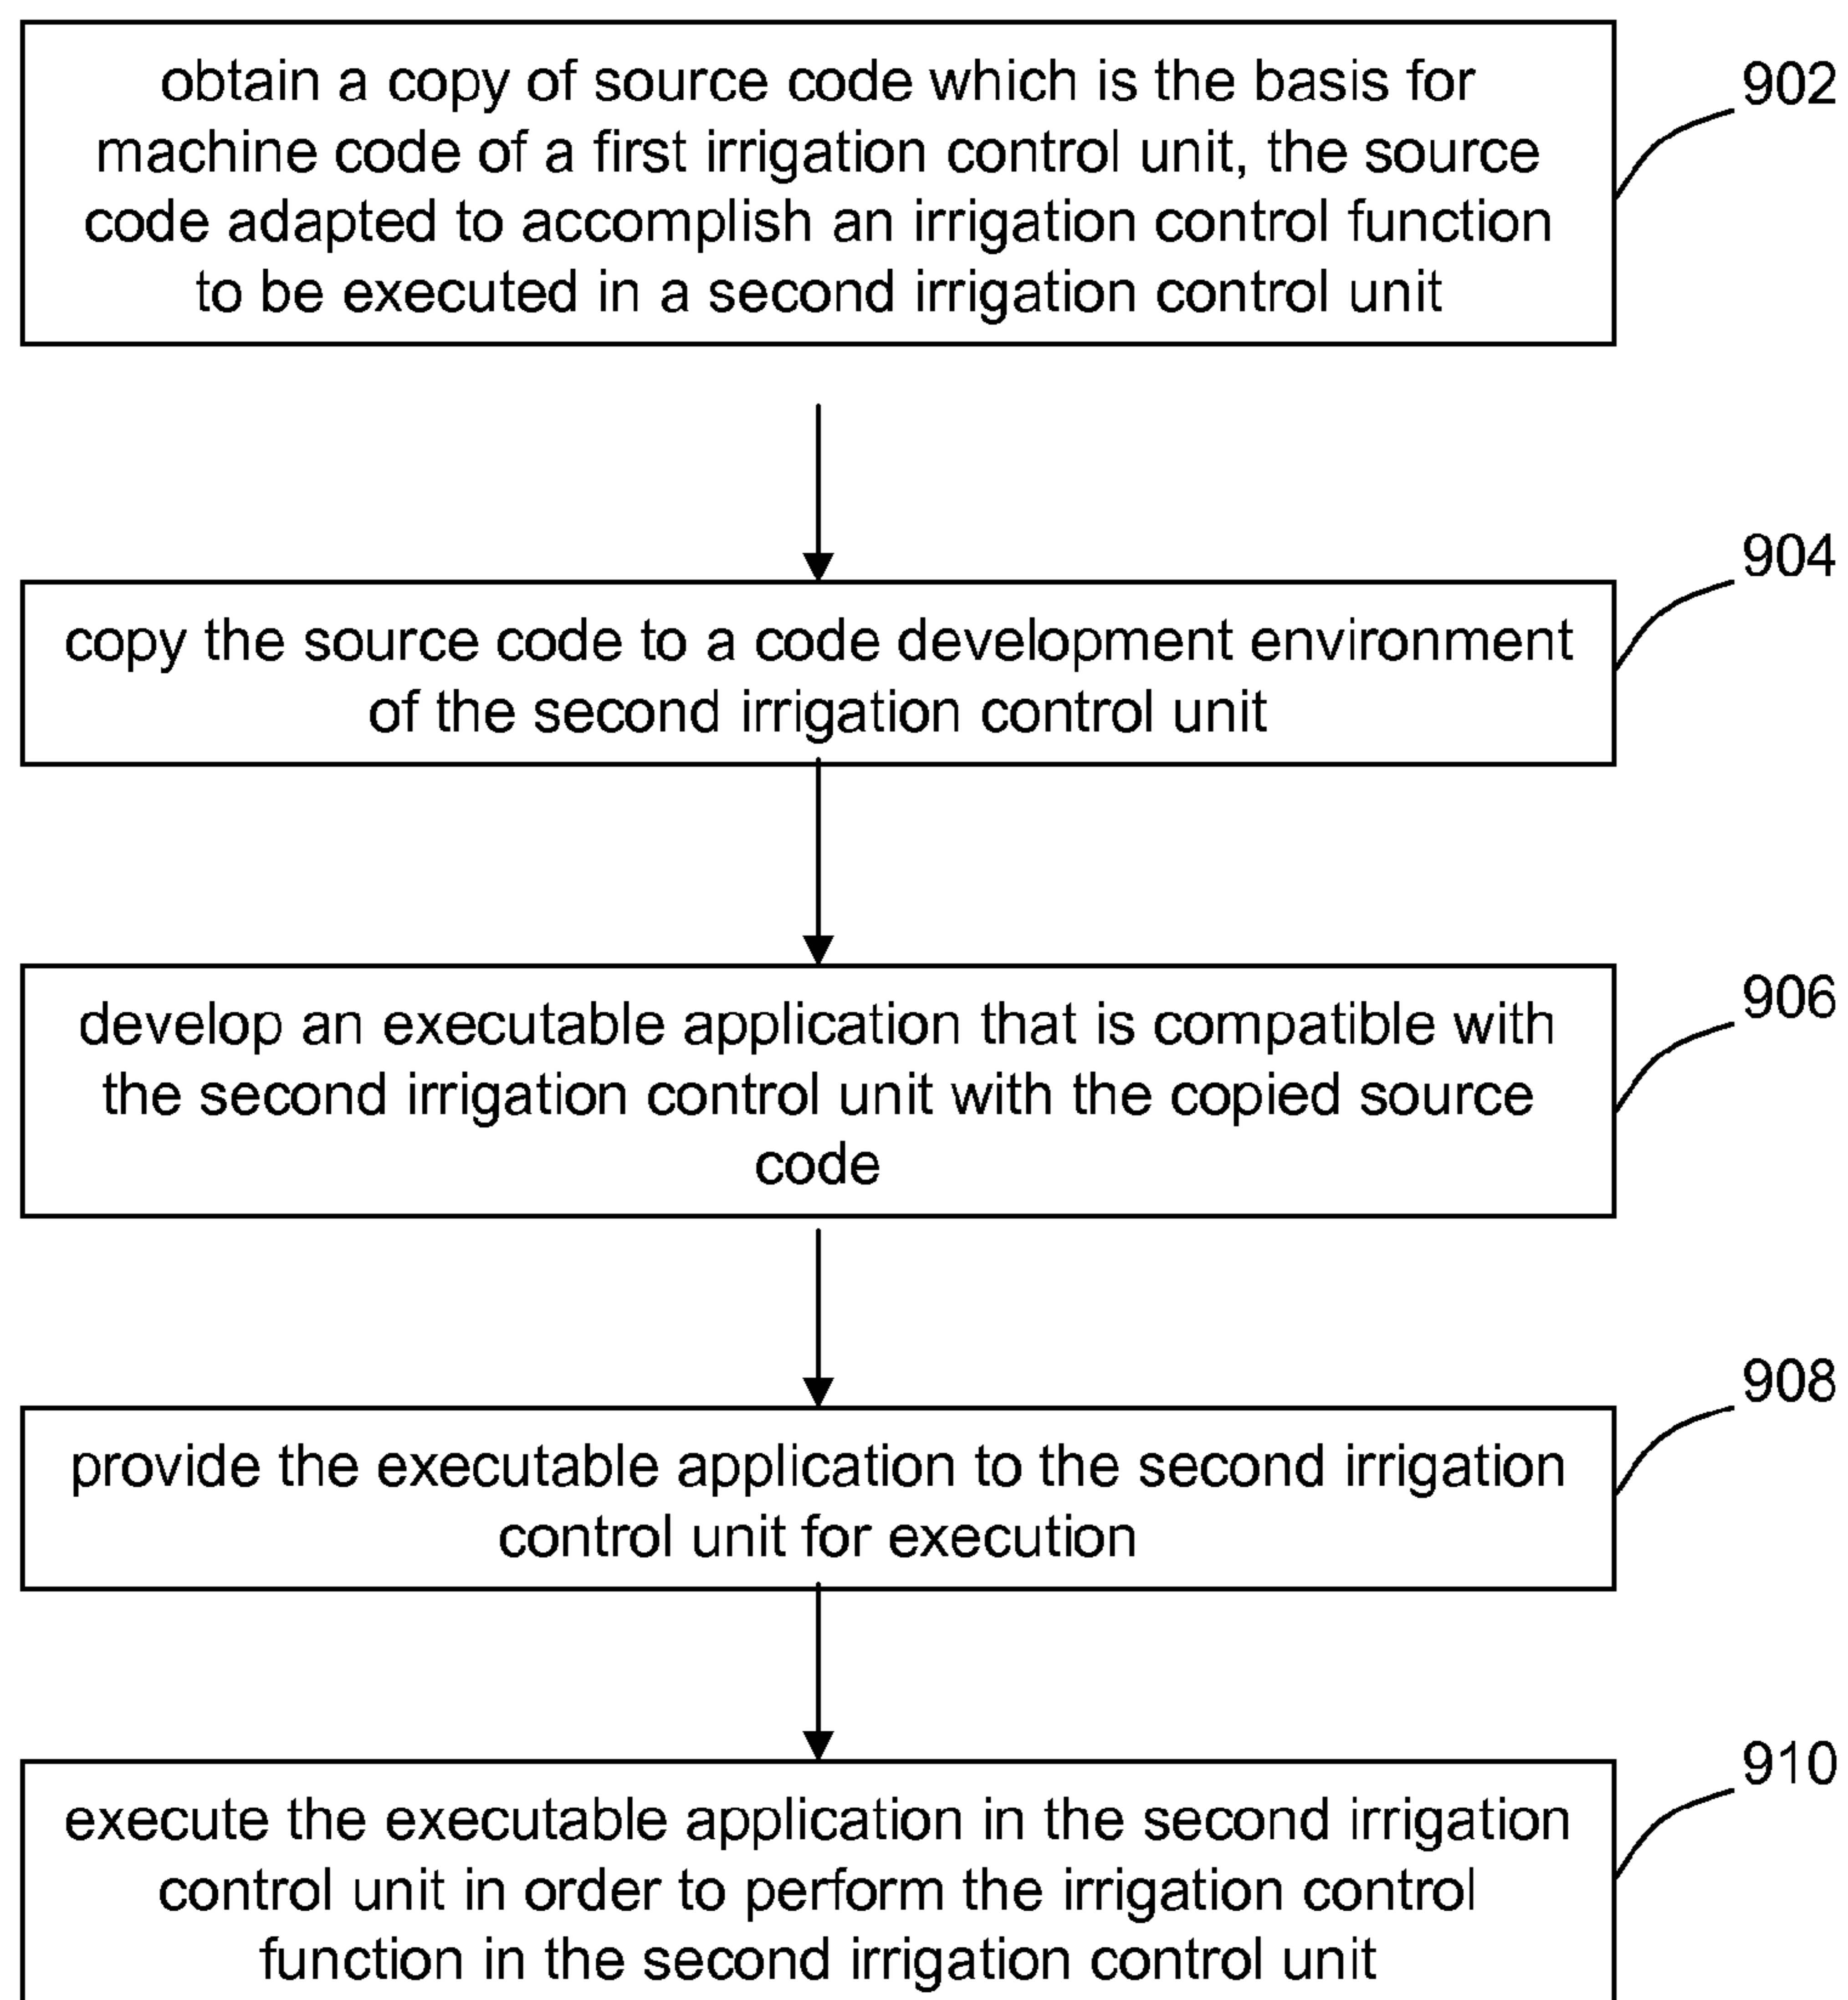 obtain a copy of source code which is the basis for
machine code of a first irrigation control unit, the source
code adapted to accomplish an irrigation control function
to be executed in a second irrigation control unit
902
copy the source code to a code development environment
of the second irrigation control unit
904
develop an executable application that is compatible with
the second irrigation control unit with the copied source
code
906
provide the executable application to the second irrigation
control unit for execution
908
execute the executable application in the second irrigation
control unit in order to perform the irrigation control
function in the second irrigation control unit
910